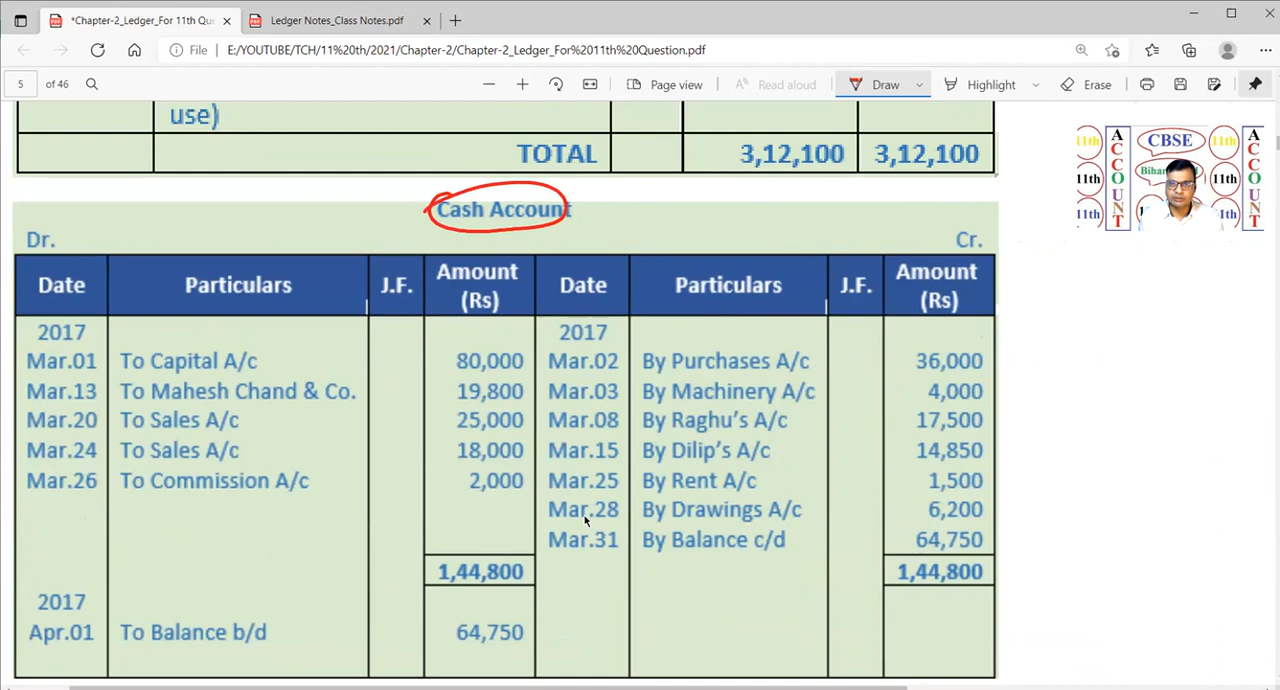 *Chapter-2_Ledger_For 11th Qu
Ledger Notes_Class Notes.pdf
File E:/YOUTUBE/TCH/11%20th/2021/Chapter-2/Chapter-2_Ledger_For%2011th%20Question.pdf
5 of 46 Page view Read aloud Draw Highlight Erase
use)
TOTAL 3,12,100 3,12,100
Cash Account
Dr. Cr.
Date Particulars J.F. Amount (Rs) Date Particulars J.F. Amount (Rs)
2017 2017
Mar.01 To Capital A/c 80,000 Mar.02 By Purchases A/c 36,000
Mar.13 To Mahesh Chand & Co. 19,800 Mar.03 By Machinery A/c 4,000
Mar.20 To Sales A/c 25,000 Mar.08 By Raghu's A/c 17,500
Mar.24 To Sales A/c 18,000 Mar.15 By Dilip's A/c 14,850
Mar.26 To Commission A/c 2,000 Mar.25 By Rent A/c 1,500
Mar.28 By Drawings A/c 6,200
Mar.31 By Balance c/d 64,750
1,44,800 1,44,800
2017
Apr.01 To Balance b/d 64,750
ACCOUNT
CBSE
11th
11th
11th
11th
11th
ACCOUNT